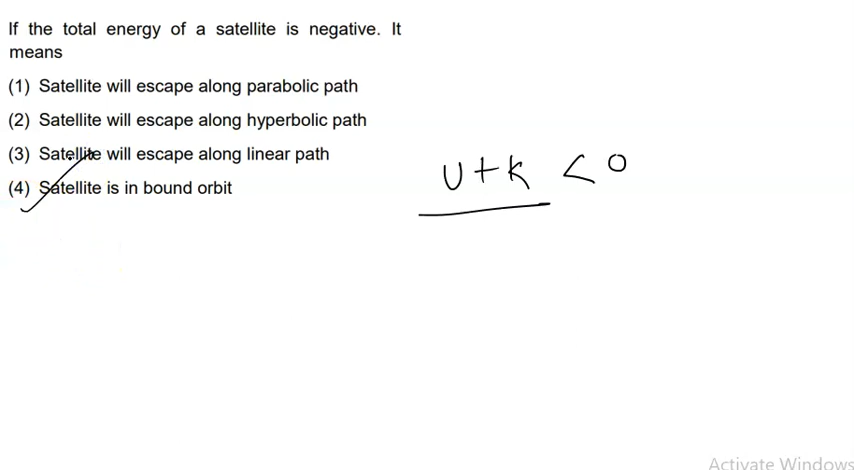 If the total energy of a satellite is negative. It
means
(1) Satellite will escape along parabolic path
(2) Satellite will escape along hyperbolic path
(3) Satellite will escape along linear path
(4) Satellite is in bound orbit
U + K < 0
Activate Windows